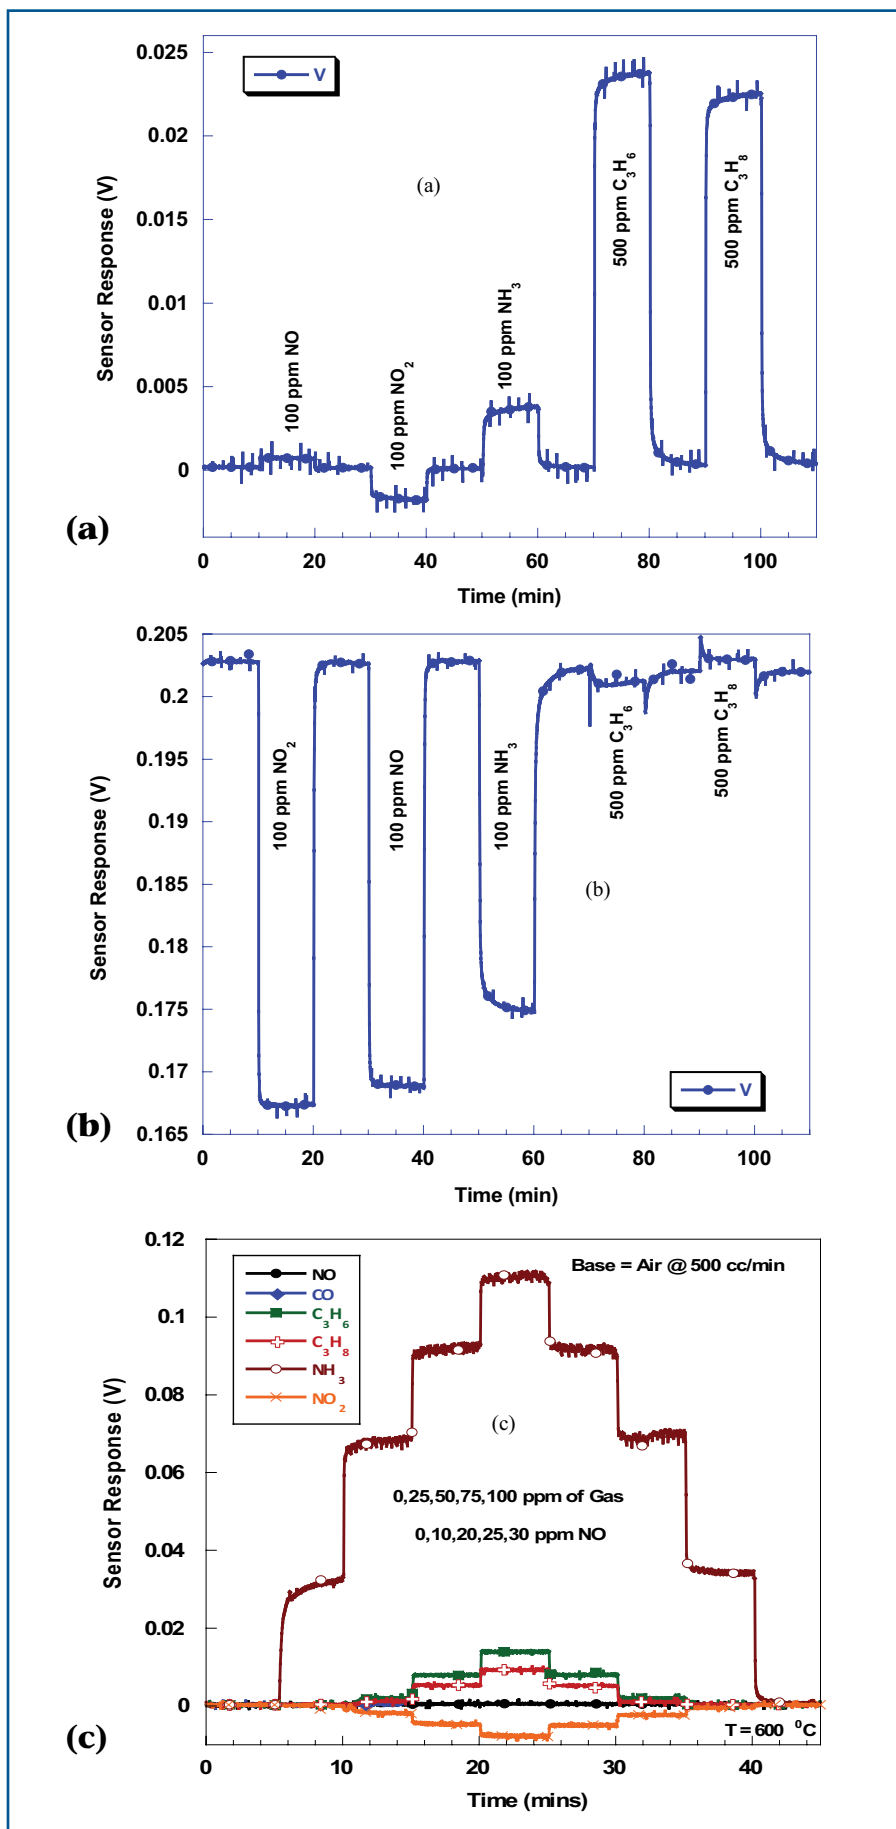 0.025
0.02
0.015
0.01
0.005
0
Sensor Response (V)
V
(a)
100 ppm NO
100 ppm NO2
100 ppm NH3
500 ppm C3H6
500 ppm C3H8
(a)
0 20 40 60 80 100
Time (min)
0.205
0.2
0.195
0.19
0.185
0.18
0.175
0.17
0.165
Sensor Response (V)
100 ppm NO2
100 ppm NO
100 ppm NH3
500 ppm C3H6
500 ppm C3H8
(b)
V
(b)
0 20 40 60 80 100
Time (min)
0.12
0.1
0.08
0.06
0.04
0.02
0
Sensor Response (V)
NO
CO
C3H6
C3H8
NH3
NO2
Base = Air @ 500 cc/min
(c)
0,25,50,75,100 ppm of Gas
0,10,20,25,30 ppm NO
T = 600 °C
(c)
0 10 20 30 40
Time (mins)